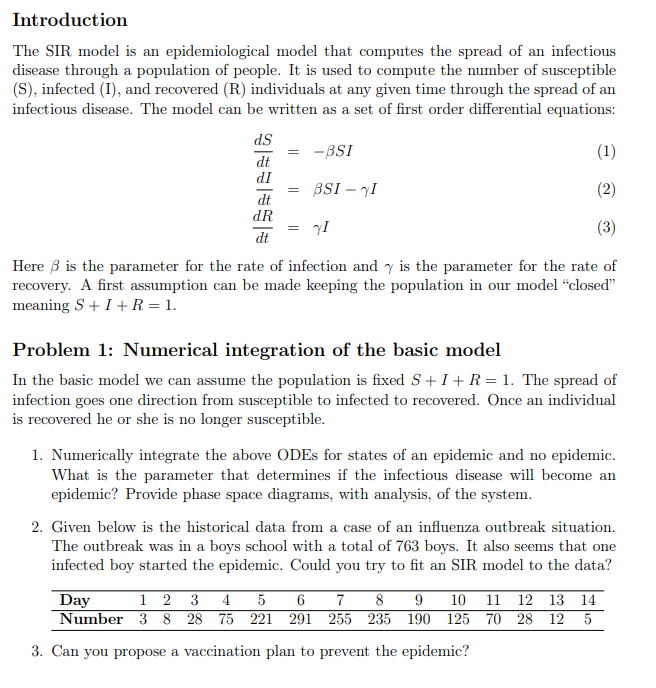 Introduction
The SIR model is an epidemiological model that computes the spread of an infectious
disease through a population of people. It is used to compute the number of susceptible
(S), infected (I), and recovered (R) individuals at any given time through the spread of an
infectious disease. The model can be written as a set of first order differential equations:
dS/dt = −βSI (1)
dI/dt = βSI − γI (2)
dR/dt = γI (3)
Here β is the parameter for the rate of infection and γ is the parameter for the rate of
recovery. A first assumption can be made keeping the population in our model “closed”
meaning S + I + R = 1.
Problem 1: Numerical integration of the basic model
In the basic model we can assume the population is fixed S + I + R = 1. The spread of
infection goes one direction from susceptible to infected to recovered. Once an individual
is recovered he or she is no longer susceptible.
1. Numerically integrate the above ODEs for states of an epidemic and no epidemic.
What is the parameter that determines if the infectious disease will become an
epidemic? Provide phase space diagrams, with analysis, of the system.
2. Given below is the historical data from a case of an influenza outbreak situation.
The outbreak was in a boys school with a total of 763 boys. It also seems that one
infected boy started the epidemic. Could you try to fit an SIR model to the data?
Day 1 2 3 4 5 6 7 8 9 10 11 12 13 14
Number 3 8 28 75 221 291 255 235 190 125 70 28 12 5
3. Can you propose a vaccination plan to prevent the epidemic?